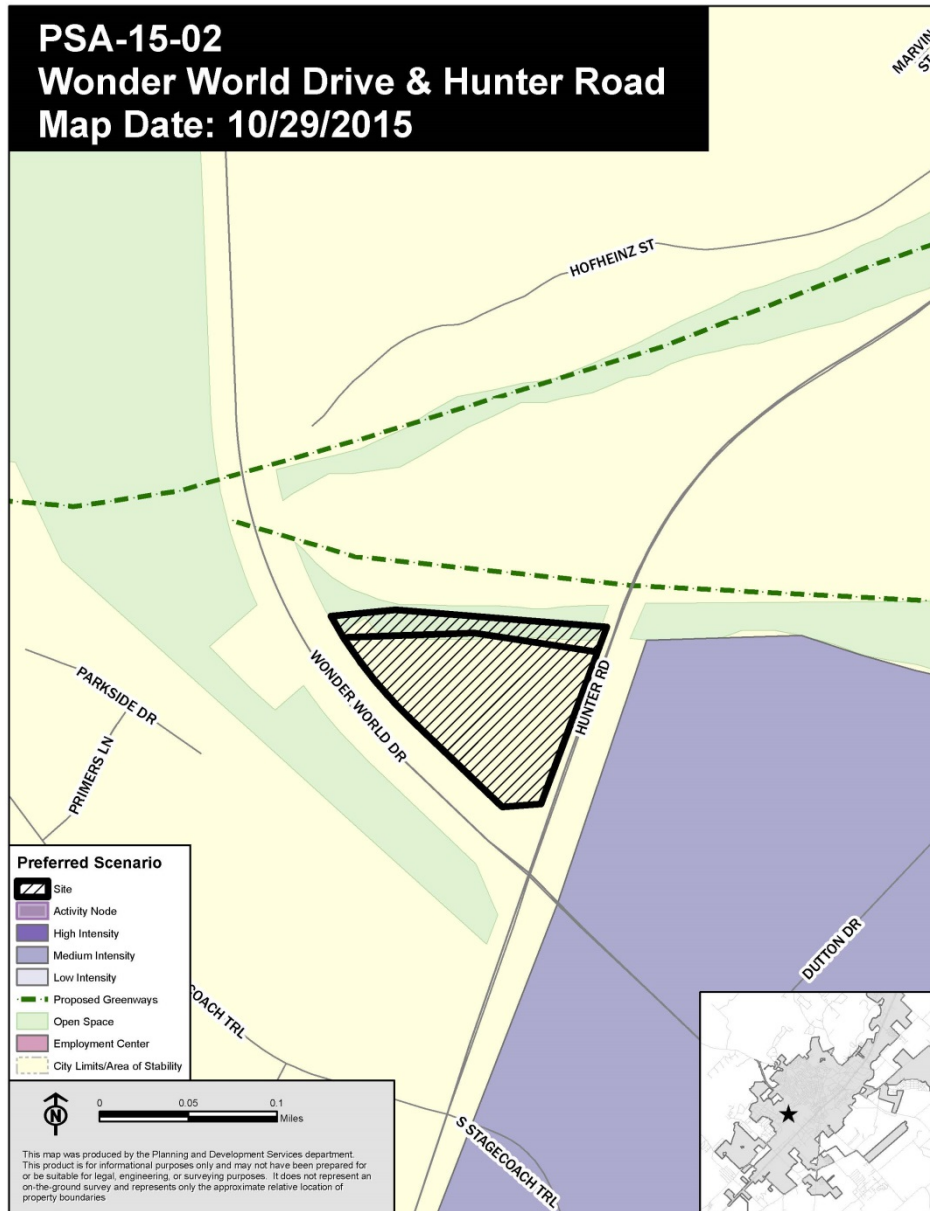 PSA-15-02
Wonder World Drive & Hunter Road
Map Date: 10/29/2015
MARVIN
ST
HOFHEINZ ST
WONDER WORLD DR
HUNTER RD
PARKSIDE DR
PRIMERS LN
DUTTON DR
COACH TRL
S STAGECOACH TRL
Preferred Scenario
Site
Activity Node
High Intensity
Medium Intensity
Low Intensity
Proposed Greenways
Open Space
Employment Center
City Limits/Area of Stability
N
0 0.05 0.1
Miles
This map was produced by the Planning and Development Services department.
This product is for informational purposes only and may not have been prepared for
or be suitable for legal, engineering, or surveying purposes. It does not represent an
on-the-ground survey and represents only the approximate relative location of
property boundaries